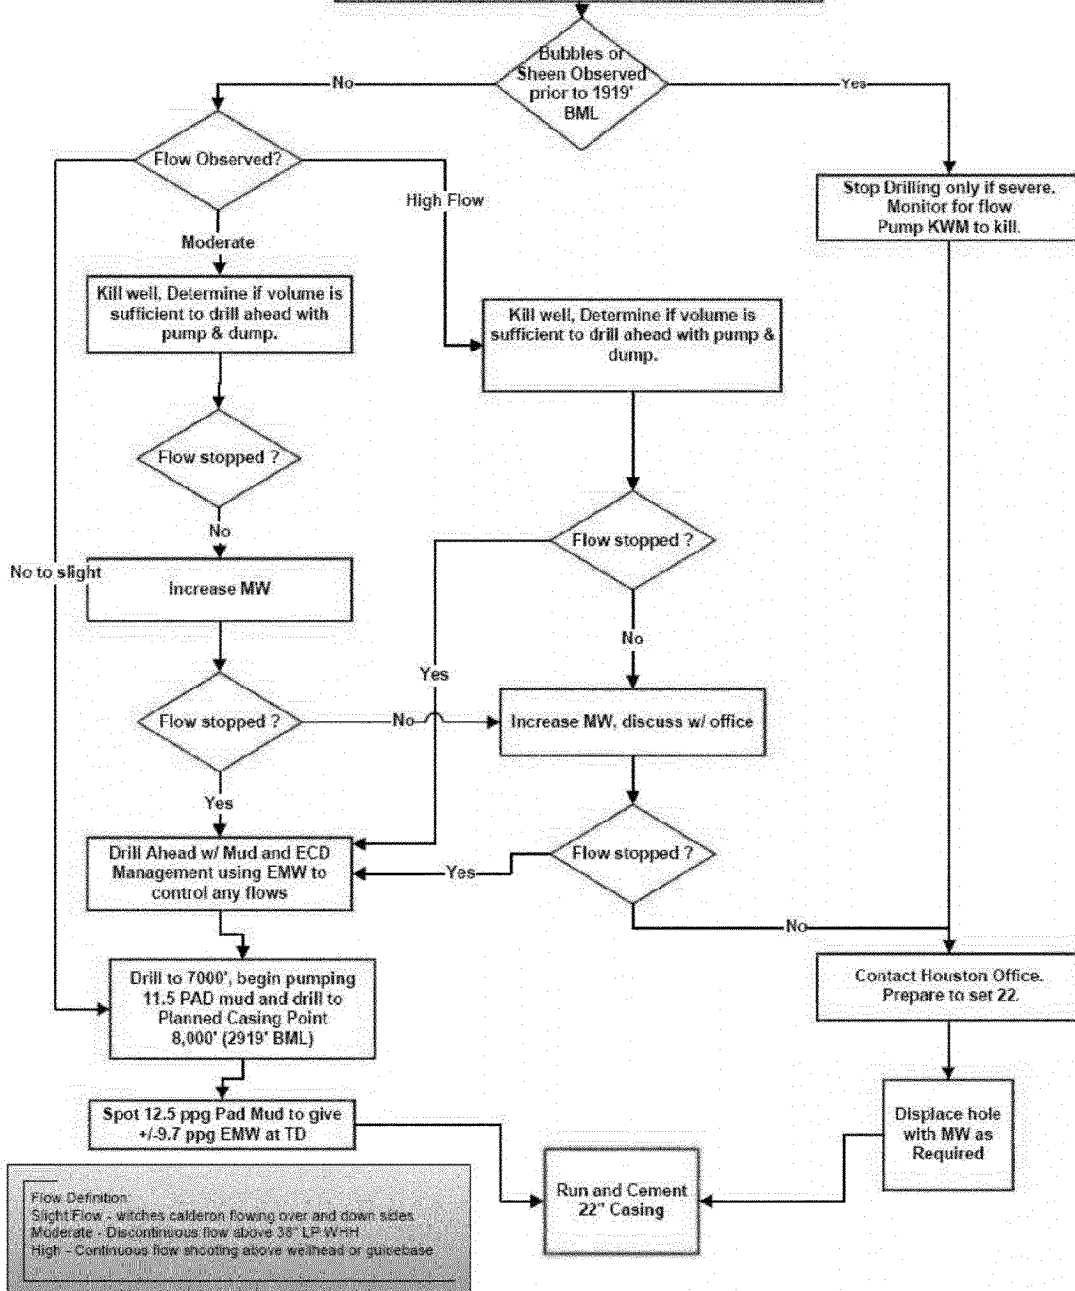 Bubbles or
Sheen Observed
prior to 1919'
BML
No
Yes
Flow Observed?
High Flow
Stop Drilling only if severe.
Monitor for flow
Pump KWM to kill.
Moderate
Kill well, Determine if volume is
sufficient to drill ahead with
pump & dump.
Kill well, Determine if volume is
sufficient to drill ahead with pump &
dump.
Flow stopped ?
No
Flow stopped ?
No to slight
Increase MW
No
Yes
Flow stopped ?
No
Increase MW, discuss w/ office
Yes
Drill Ahead w/ Mud and ECD
Management using EMW to
control any flows
Yes
Flow stopped ?
No
Drill to 7000', begin pumping
11.5 PAD mud and drill to
Planned Casing Point
8,000' (2919' BML)
Contact Houston Office.
Prepare to set 22.
Spot 12.5 ppg Pad Mud to give
+/-9.7 ppg EMW at TD
Displace hole
with MW as
Required
Run and Cement
22" Casing
Flow Definition:
Slight Flow - witches calderon flowing over and down sides
Moderate - Discontinuous flow above 38" LP WHH
High - Continuous flow shooting above wellhead or guidebase